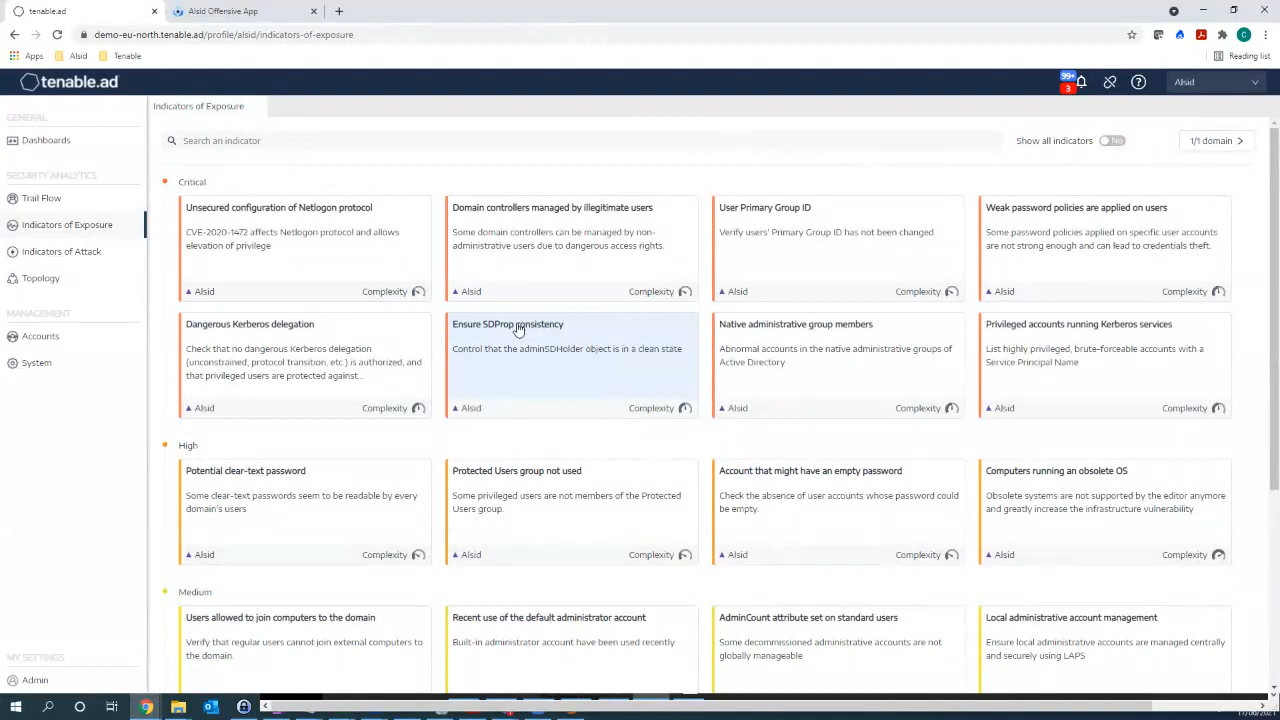 tenable.ad
Alsid Offensive App
demo-eu-north.tenable.ad/profile/alsid/indicators-of-exposure
Apps
Alsid
Tenable
Reading list
tenable.ad
99+
3
Alsid
GENERAL
Dashboards
SECURITY ANALYTICS
Trail Flow
Indicators of Exposure
Indicators of Attack
Topology
MANAGEMENT
Accounts
System
MY SETTINGS
Admin
Indicators of Exposure
Search an indicator
Show all indicators
No
1/1 domain
Critical
Unsecured configuration of Netlogon protocol
CVE-2020-1472 affects Netlogon protocol and allows
elevation of privilege
Alsid
Complexity
Domain controllers managed by illegitimate users
Some domain controllers can be managed by non-
administrative users due to dangerous access rights.
Alsid
Complexity
User Primary Group ID
Verify users' Primary Group ID has not been changed
Alsid
Complexity
Weak password policies are applied on users
Some password policies applied on specific user accounts
are not strong enough and can lead to credentials theft.
Alsid
Complexity
Dangerous Kerberos delegation
Check that no dangerous Kerberos delegation
(unconstrained, protocol transition, etc.) is authorized, and
that privileged users are protected against...
Alsid
Complexity
Ensure SDProp consistency
Control that the adminSDHolder object is in a clean state
Alsid
Complexity
Native administrative group members
Abnormal accounts in the native administrative groups of
Active Directory
Alsid
Complexity
Privileged accounts running Kerberos services
List highly privileged, brute-forceable accounts with a
Service Principal Name
Alsid
Complexity
High
Potential clear-text password
Some clear-text passwords seem to be readable by every
domain's users
Alsid
Complexity
Protected Users group not used
Some privileged users are not members of the Protected
Users group.
Alsid
Complexity
Account that might have an empty password
Check the absence of user accounts whose password could
be empty.
Alsid
Complexity
Computers running an obsolete OS
Obsolete systems are not supported by the editor anymore
and greatly increase the infrastructure vulnerability
Alsid
Complexity
Medium
Users allowed to join computers to the domain
Verify that regular users cannot join external computers to
the domain.
Recent use of the default administrator account
Built-in administrator account have been used recently
AdminCount attribute set on standard users
Some decommissioned administrative accounts are not
globally manageable
Local administrative account management
Ensure local administrative accounts are managed centrally
and securely using LAPS